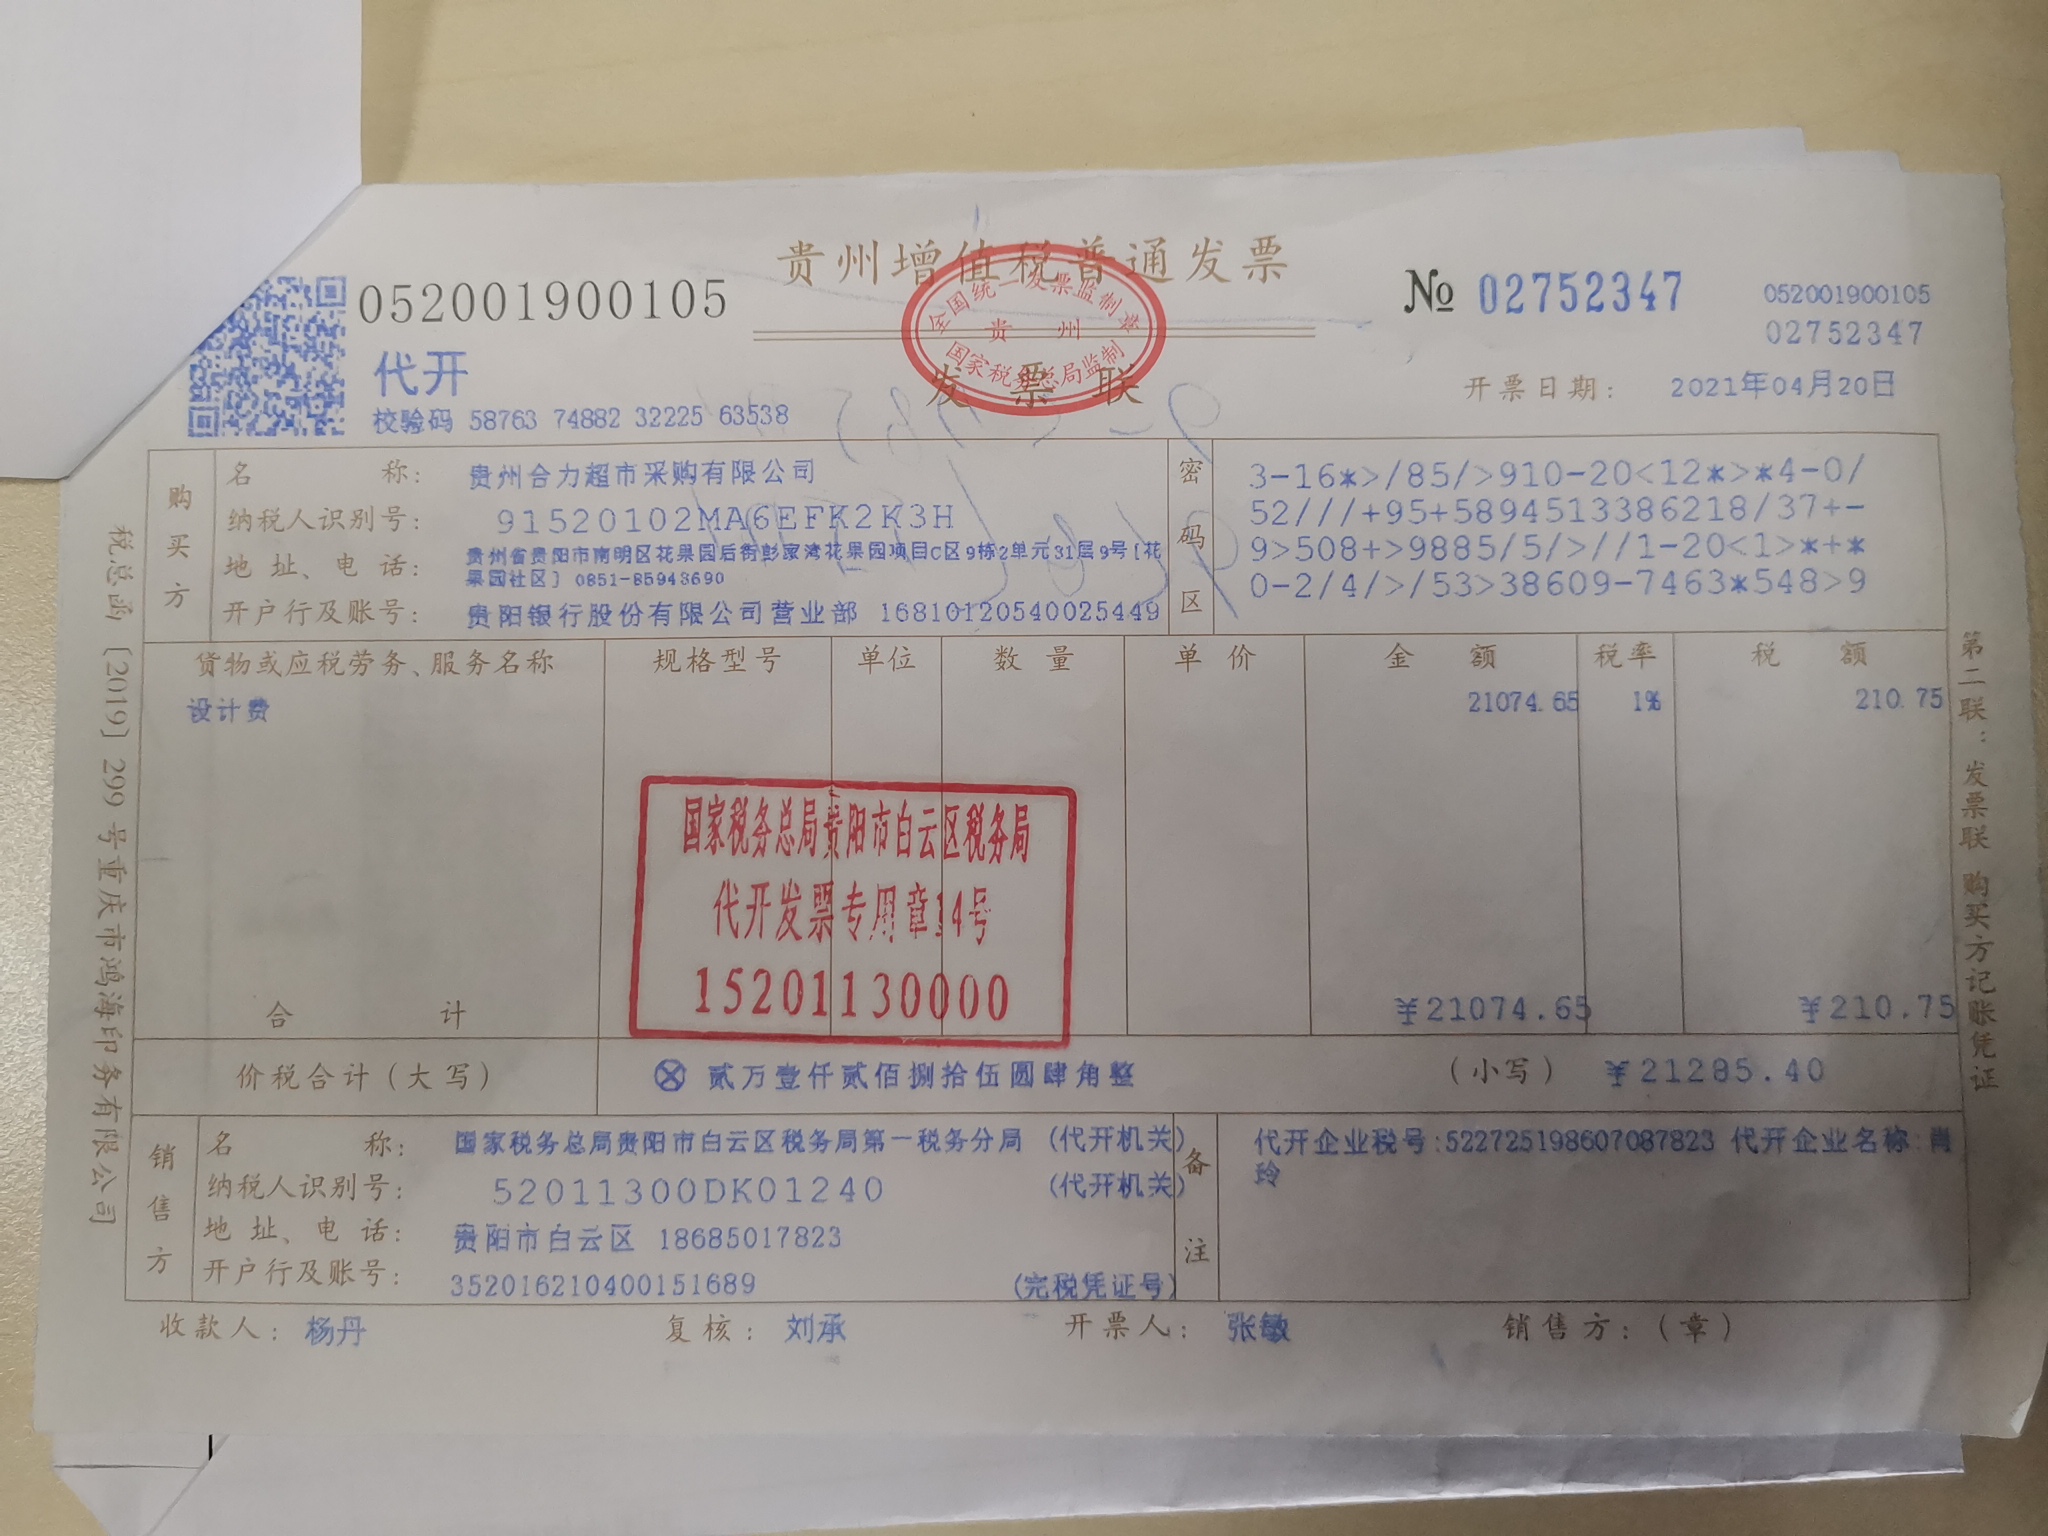 贵州增值税普通发票
052001900105
№ 02752347
052001900105
02752347
代开
发票联
全国统一发票监制章
贵州
国家税务总局监制
校验码 58763 74882 32225 63538
开票日期: 2021年04月20日
购买方
名称: 贵州合力超市采购有限公司
纳税人识别号: 91520102MA6EFK2K3H
地址、电话: 贵州省贵阳市南明区花果园后街彭家湾花果园项目C区9栋2单元31层9号[花
果园社区] 0851-85943690
开户行及账号: 贵阳银行股份有限公司营业部 16810120540025449
密码区
3-16*>/85/>910-20<12*>*4-0/
52///+95+5894513386218/37+-
9>508+>9885/5/>//1-20<1>*+*
0-2/4/>/53>38609-7463*548>9
货物或应税劳务、服务名称 规格型号 单位 数量 单价 金额 税率 税额
设计费 21074.65 1% 210.75
国家税务总局贵阳市白云区税务局
代开发票专用章14号
15201130000
合计 ¥21074.65 ¥210.75
价税合计(大写) ⊗ 贰万壹仟贰佰捌拾伍圆肆角整 (小写) ¥21285.40
销售方
名称: 国家税务总局贵阳市白云区税务局第一税务分局 (代开机关)
纳税人识别号: 52011300DK01240 (代开机关)
地址、电话: 贵阳市白云区 18685017823
开户行及账号: 352016210400151689 (完税凭证号)
备注
代开企业税号:522725198607087823 代开企业名称:肖
玲
收款人: 杨丹 复核: 刘承 开票人: 张敏 销售方:(章)
税总函〔2019〕299号重庆市鸿海印务有限公司
第二联:发票联 购买方记账凭证